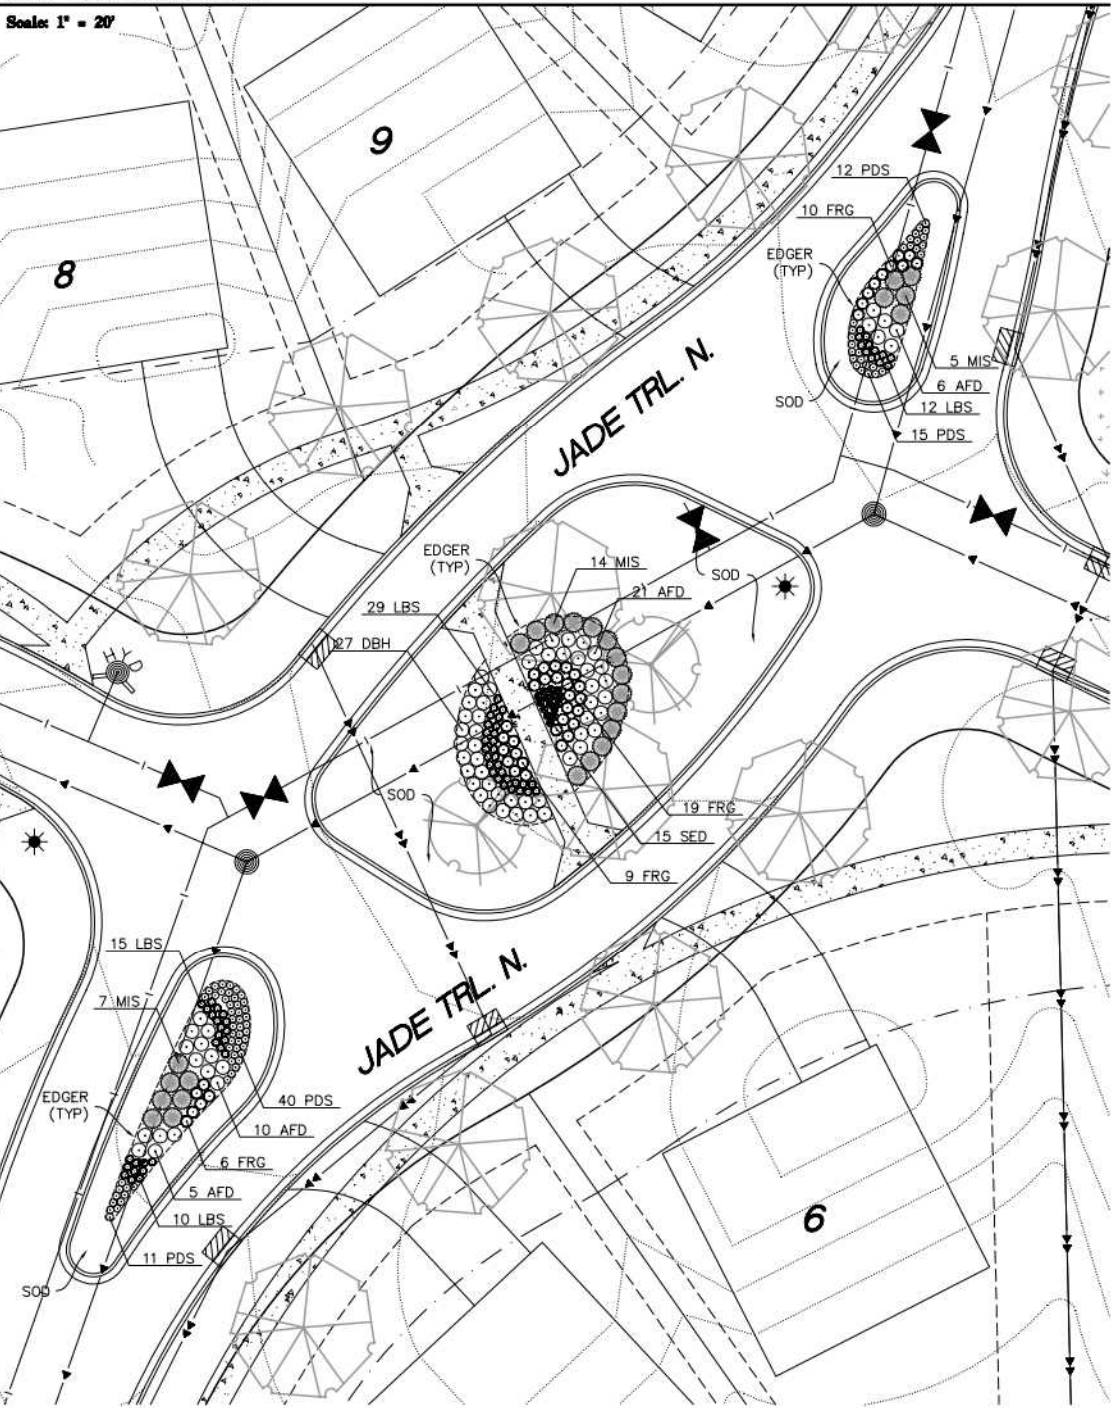 Scale: 1" = 20'
9
8
12 PDS
10 FRG
EDGER
(TYP)
5 MIS
6 AFD
12 LBS
15 PDS
SOD
JADE TRL. N.
EDGER
(TYP)
14 MIS
SOD
21 AFD
29 LBS
27 DBH
HYD
SOD
19 FRG
15 SED
9 FRG
15 LBS
7 MIS
JADE TRL. N.
EDGER
(TYP)
40 PDS
10 AFD
6 FRG
5 AFD
10 LBS
11 PDS
SOD
6